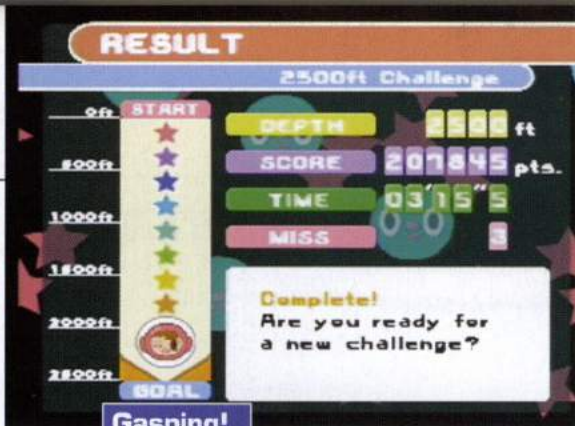 RESULT
2500ft Challenge
0ft START
500ft
1000ft
1500ft
2000ft
2500ft
GOAL
DEPTH 2500 ft
SCORE 207845 pts.
TIME 03'15"5
MISS 3
Complete!
Are you ready for
a new challenge?
Gasping!